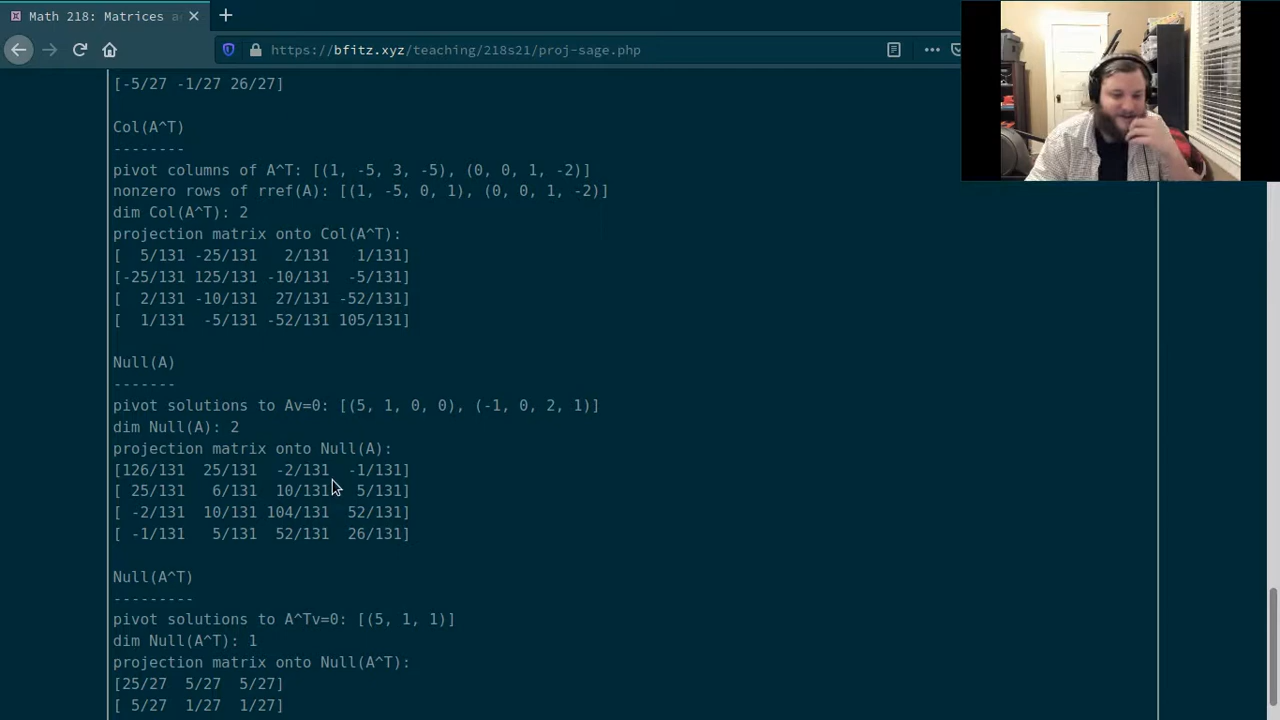 Math 218: Matrices a
https://bfitz.xyz/teaching/218s21/proj-sage.php
[-5/27 -1/27 26/27]
Col(A^T)
--------
pivot columns of A^T: [(1, -5, 3, -5), (0, 0, 1, -2)]
nonzero rows of rref(A): [(1, -5, 0, 1), (0, 0, 1, -2)]
dim Col(A^T): 2
projection matrix onto Col(A^T):
[  5/131 -25/131   2/131   1/131]
[-25/131 125/131 -10/131  -5/131]
[  2/131 -10/131  27/131 -52/131]
[  1/131  -5/131 -52/131 105/131]
Null(A)
-------
pivot solutions to Av=0: [(5, 1, 0, 0), (-1, 0, 2, 1)]
dim Null(A): 2
projection matrix onto Null(A):
[126/131  25/131  -2/131  -1/131]
[ 25/131   6/131  10/131   5/131]
[ -2/131  10/131 104/131  52/131]
[ -1/131   5/131  52/131  26/131]
Null(A^T)
---------
pivot solutions to A^Tv=0: [(5, 1, 1)]
dim Null(A^T): 1
projection matrix onto Null(A^T):
[25/27  5/27  5/27]
[ 5/27  1/27  1/27]